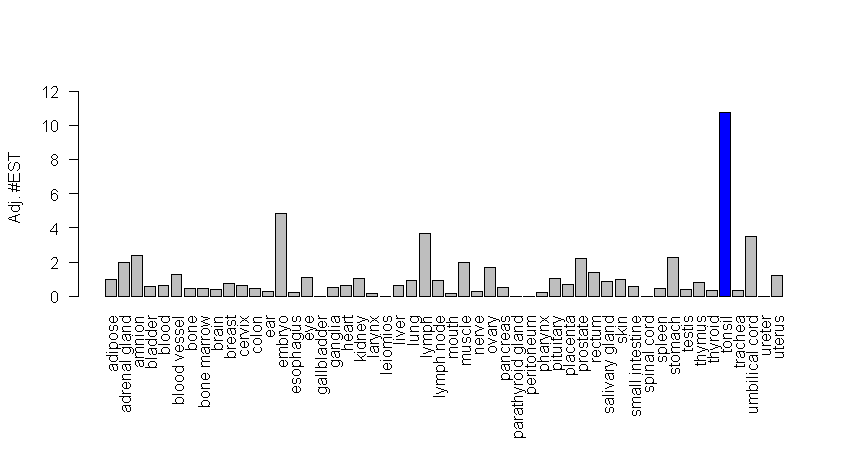 12
10
8
6
4
2
0
Adj. #EST
adipose
adrenal gland
amnion
bladder
blood
blood vessel
bone
bone marrow
brain
breast
cervix
colon
ear
embryo
esophagus
eye
gallbladder
ganglia
heart
kidney
larynx
leiomios
liver
lung
lymph
lymph node
mouth
muscle
nerve
ovary
pancreas
parathyroid gland
peritoneum
pharynx
pituitary
placenta
prostate
rectum
salivary gland
skin
small intestine
spinal cord
spleen
stomach
testis
thymus
thyroid
tonsil
trachea
umbilical cord
ureter
uterus